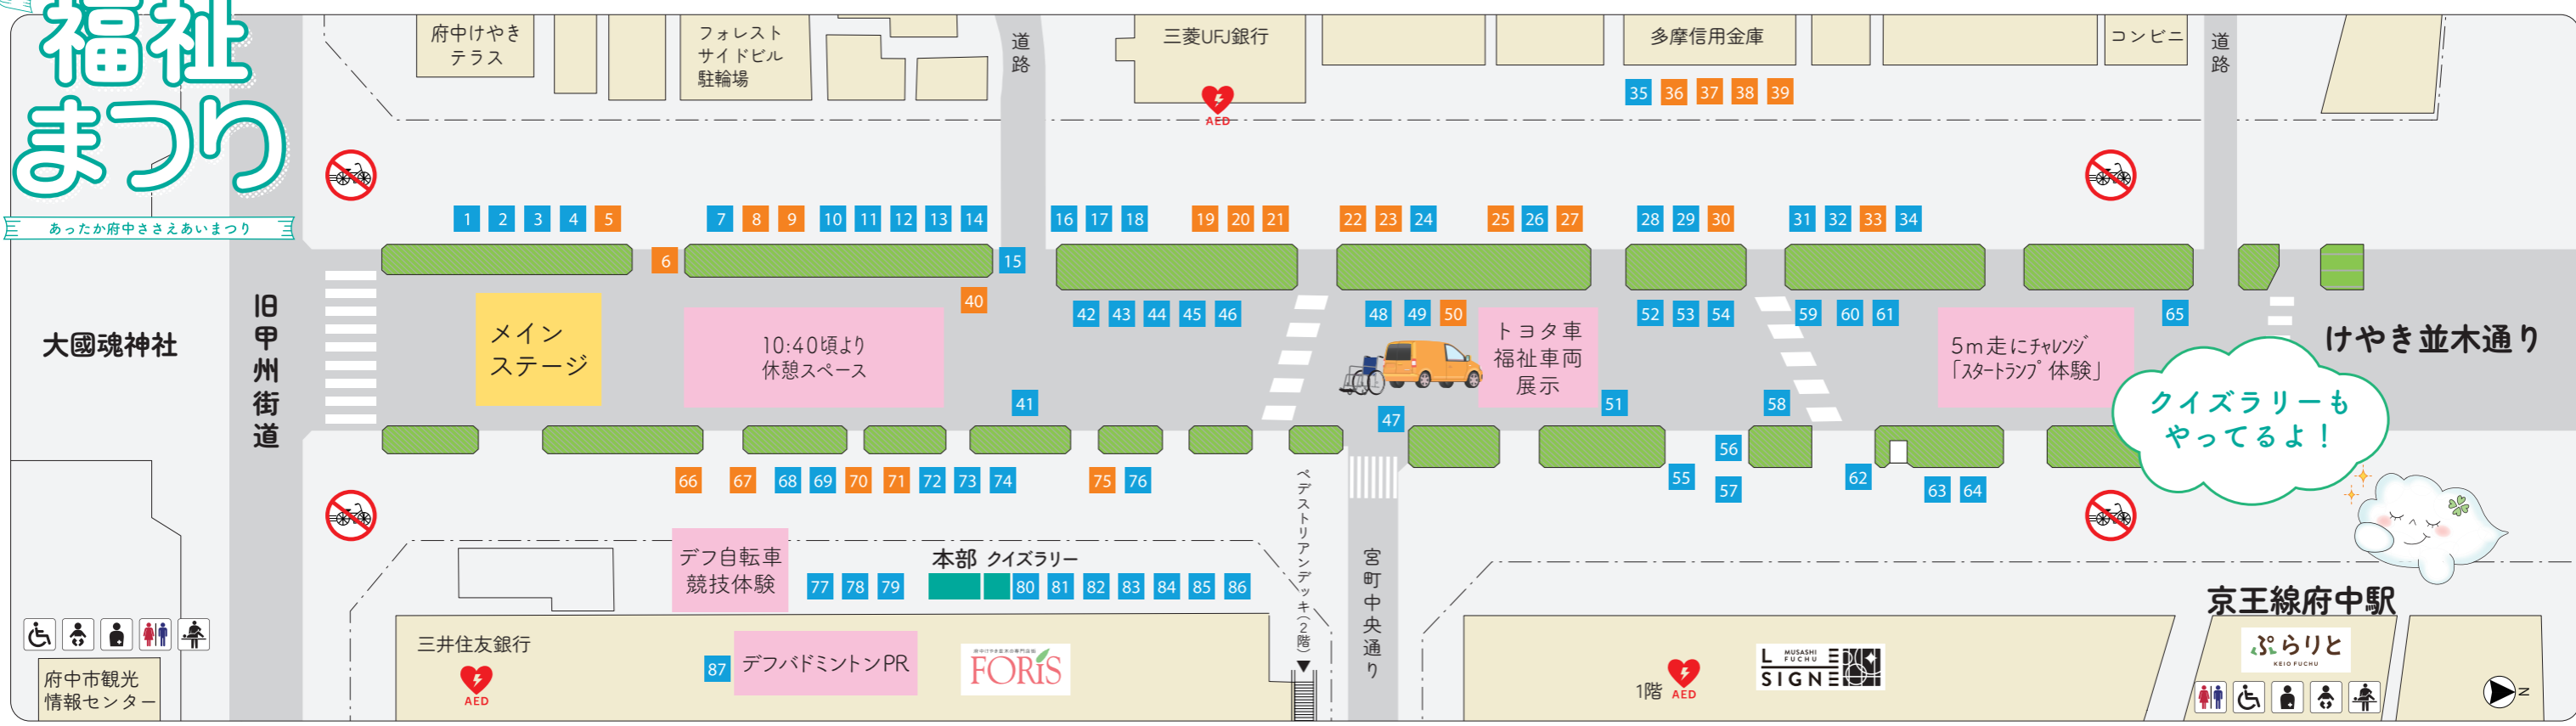 福祉
まつり
あったか府中ささえあいまつり
府中けやき
テラス
フォレスト
サイドビル
駐輪場
道路
三菱UFJ銀行
AED
多摩信用金庫
コンビニ
道路
35 36 37 38 39
1 2 3 4 5
7 8 9 10 11 12 13 14
16 17 18
19 20 21
22 23 24
25 26 27
28 29 30
31 32 33 34
6
15
40
42 43 44 45 46
48 49 50
52 53 54
59 60 61
65
大國魂神社
旧甲州街道
メイン
ステージ
10:40頃より
休憩スペース
トヨタ車
福祉車両
展示
5m走にチャレンジ
「スタートランプ体験」
けやき並木通り
41
47
51
58
クイズラリーも
やってるよ!
66 67 68 69 70 71 72 73 74
75 76
55
56
57
62
63 64
ペデストリアンデッキ(2階)▼
宮町中央通り
デフ自転車
競技体験
77 78 79
本部 クイズラリー
80 81 82 83 84 85 86
三井住友銀行
AED
87
デフバドミントンPR
FORIS
1階 AED
MUSASHI
FUCHU
LE SIGNE
京王線府中駅
ぷらりと
KEIO FUCHU
府中市観光
情報センター
N